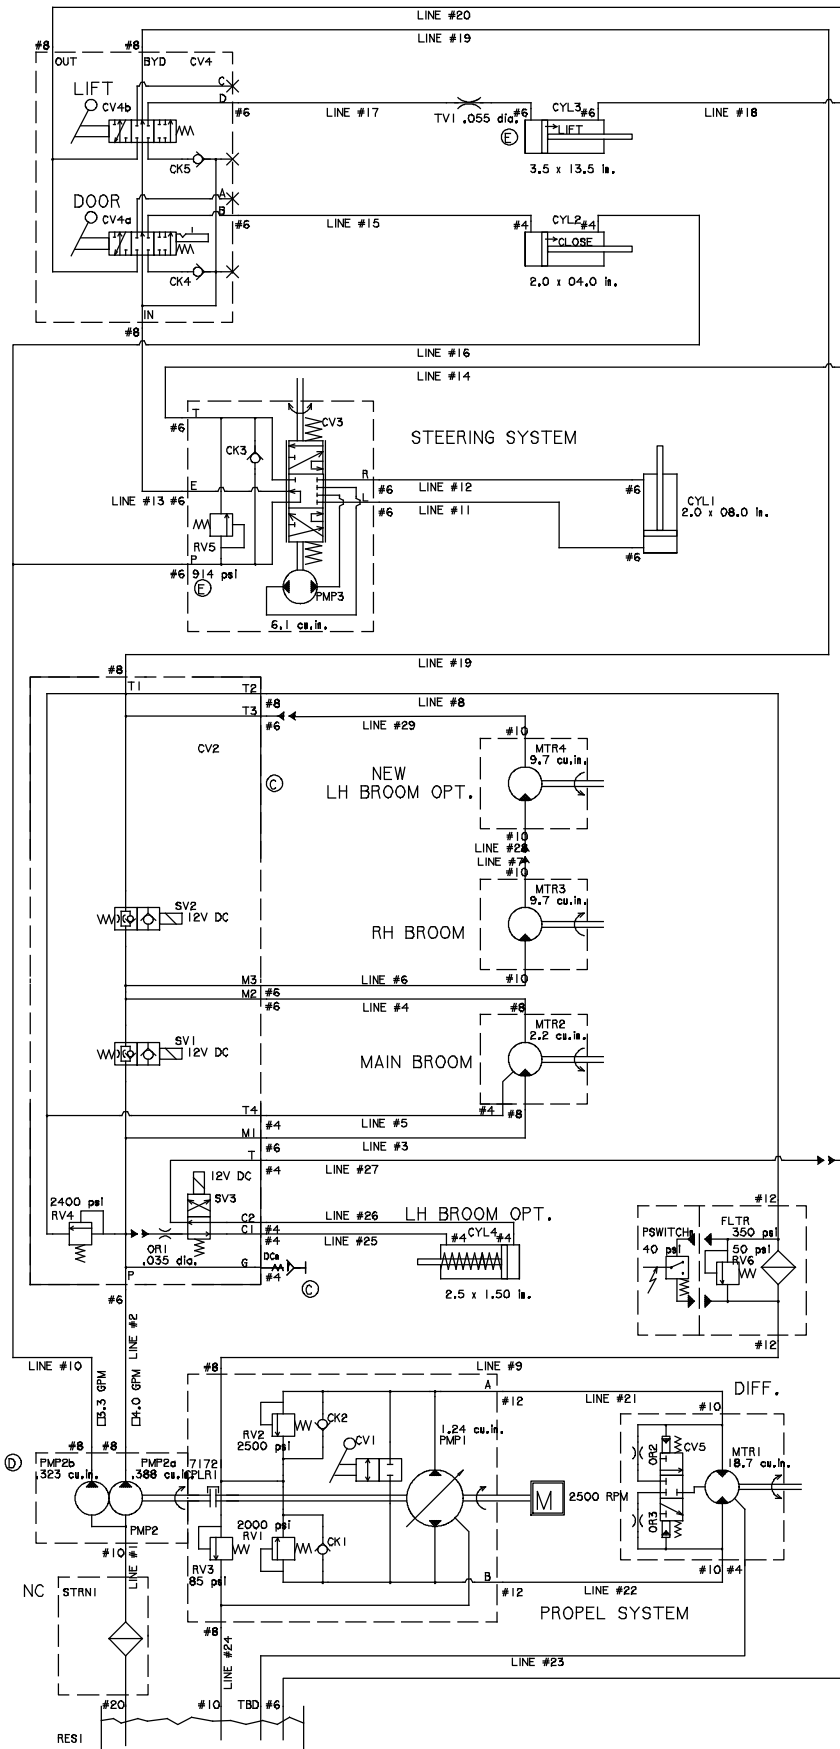 LINE #20
LINE #19
#8
#8
OUT
BYD
CV4
LIFT
C
CV4b
D
#6
LINE #17
TV1 .055 dia.
#6
CYL3
#6
LINE #18
LIFT
E
CK5
3.5 x 13.5 in.
DOOR
A
CV4a
B
#6
LINE #15
#4
CYL2
#4
CLOSE
CK4
2.0 x 04.0 in.
IN
#8
LINE #16
LINE #14
T
#6
CV3
STEERING SYSTEM
CK3
R
E
LINE #13 #6
#6
LINE #12
#6
CYL1
2.0 x 08.0 in.
L
#6
LINE #11
RV5
#6
P
#6
914 psi
E
PMP3
6.1 cu.in.
#8
LINE #19
T1
T2
#8
LINE #8
T3
#6
LINE #29
#10
CV2
MTR4
9.7 cu.in.
C
NEW
LH BROOM OPT.
#10
LINE #28
LINE #7
#10
MTR3
9.7 cu.in.
SV2
12V DC
RH BROOM
M3
#6
LINE #6
#10
M2
#6
LINE #4
#8
MTR2
2.2 cu.in.
SV1
12V DC
MAIN BROOM
T4
#4
LINE #5
#4
#8
M1
#6
LINE #3
T
#4
LINE #27
12V DC
SV3
2400 psi
RV4
C2
#4
LINE #26
LH BROOM OPT.
C1
#4
LINE #25
#4
CYL4
#4
OR1
.035 dia.
G
DCa
#4
C
2.5 x 1.50 in.
P
#6
#12
PSWITCHa
40 psi
FLTR
350 psi
50 psi
RV6
#12
LINE #2
LINE #10
3.3 GPM
4.0 GPM
#8
LINE #9
A
#12
LINE #21
DIFF.
#10
RV2
2500 psi
CK2
CV1
1.24 cu.in.
PMP1
#8
#8
D
PMP2b
.323 cu.in.
PMP2a
.388 cu.in.
71721
CPLR1
OR2
CV5
MTR1
18.7 cu.in.
M
2500 RPM
PMP2
2000 psi
RV1
CK1
OR3
RV3
85 psi
#10
LINE #1
B
#12
LINE #22
#10
#4
NC
STRN1
PROPEL SYSTEM
#8
LINE #24
LINE #23
#20
#10
TBD
#6
RES1